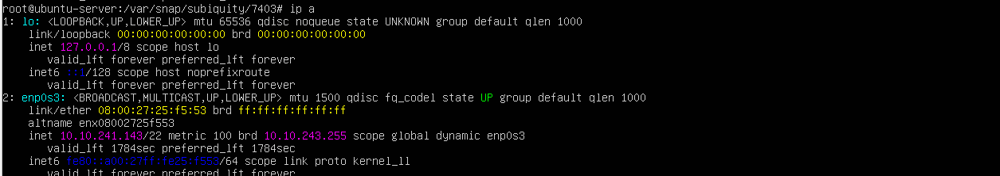 root@ubuntu-server:/var/snap/subiquity/7403# ip a
1: lo: <LOOPBACK,UP,LOWER_UP> mtu 65536 qdisc noqueue state UNKNOWN group default qlen 1000
link/loopback 00:00:00:00:00:00 brd 00:00:00:00:00:00
inet 127.0.0.1/8 scope host lo
valid_lft forever preferred_lft forever
inet6 ::1/128 scope host noprefixroute
valid_lft forever preferred_lft forever
2: enp0s3: <BROADCAST,MULTICAST,UP,LOWER_UP> mtu 1500 qdisc fq_codel state UP group default qlen 1000
link/ether 08:00:27:25:f5:53 brd ff:ff:ff:ff:ff:ff
altname enx08002725f553
inet 10.10.241.143/22 metric 100 brd 10.10.243.255 scope global dynamic enp0s3
valid_lft 1784sec preferred_lft 1784sec
inet6 fe80::a00:27ff:fe25:f553/64 scope link proto kernel_ll
valid_lft forever preferred_lft forever